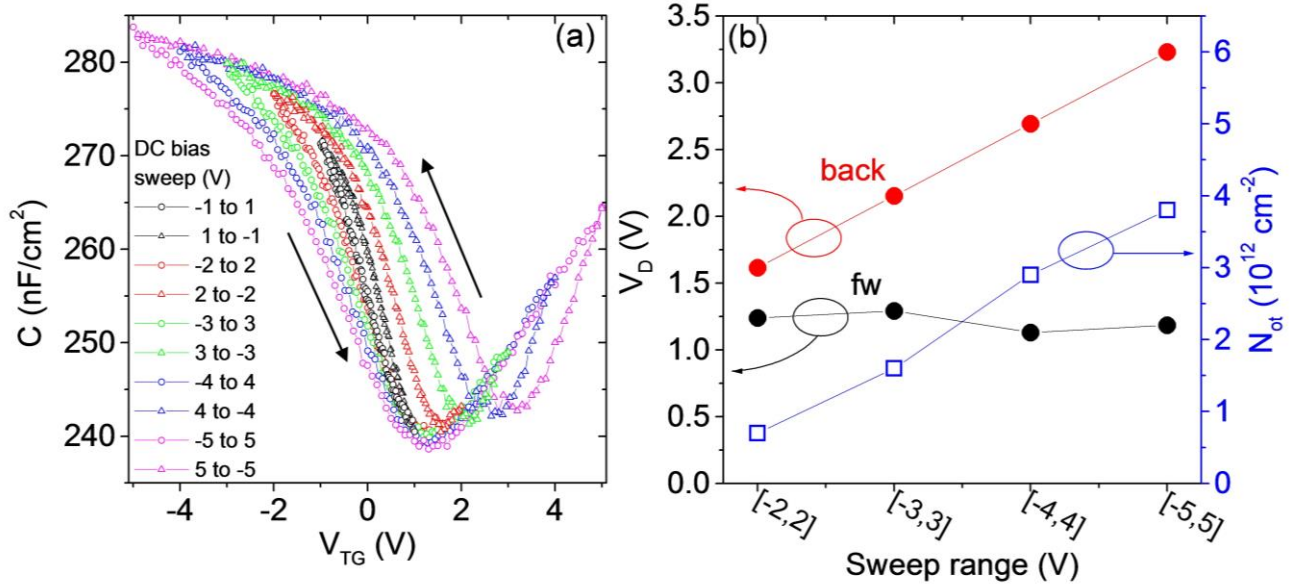 (a)
C (nF/cm²)
280
270
260
250
240
DC bias
sweep (V)
-1 to 1
1 to -1
-2 to 2
2 to -2
-3 to 3
3 to -3
-4 to 4
4 to -4
-5 to 5
5 to -5
-4 -2 0 2 4
V_TG (V)
(b)
V_D (V)
3.5
3.0
2.5
2.0
1.5
1.0
0.5
0.0
back
fw
6
5
4
3
2
1
0
N_ot (10¹² cm⁻²)
[-2,2] [-3,3] [-4,4] [-5,5]
Sweep range (V)